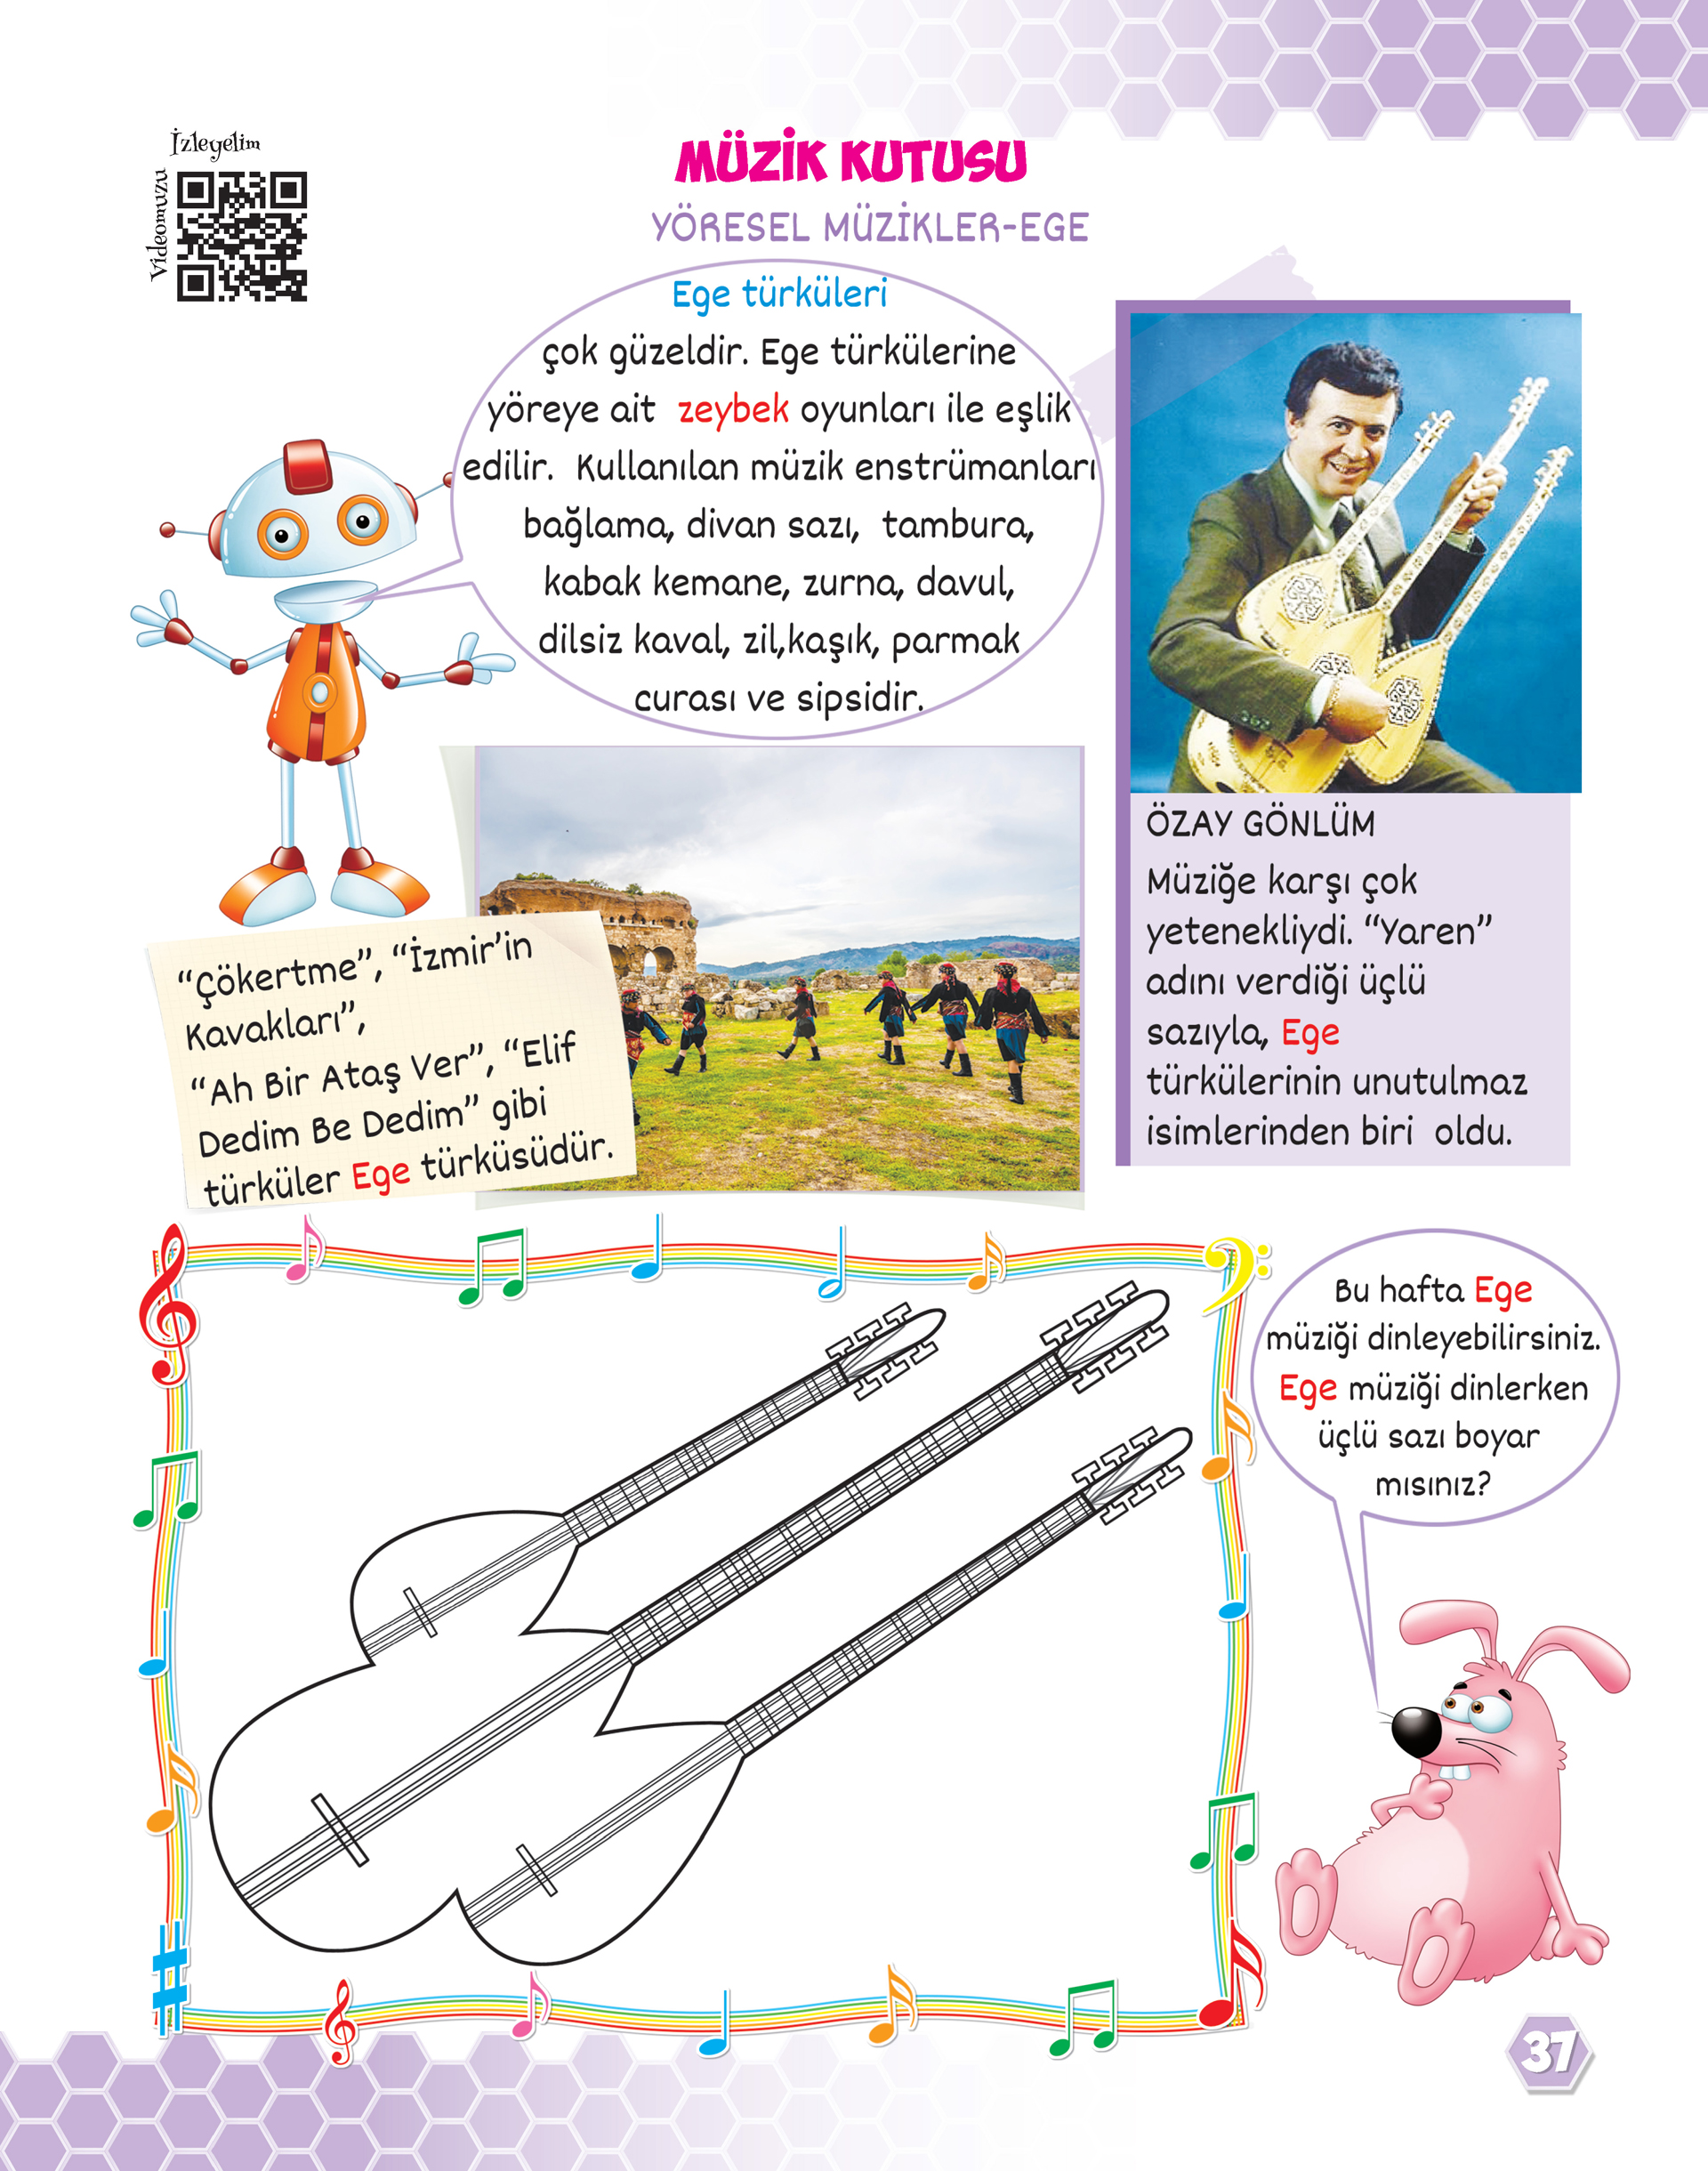 İzleyelim
Videomuzu
MÜZİK KUTUSU
YÖRESEL MÜZİKLER-EGE
Ege türküleri
çok güzeldir. Ege türkülerine
yöreye ait zeybek oyunları ile eşlik
edilir. Kullanılan müzik enstrümanları
bağlama, divan sazı, tambura,
kabak kemane, zurna, davul,
dilsiz kaval, zil,kaşık, parmak
curası ve sipsidir.
ÖZAY GÖNLÜM
Müziğe karşı çok
yetenekliydi. “Yaren”
adını verdiği üçlü
sazıyla, Ege
türkülerinin unutulmaz
isimlerinden biri oldu.
“Çökertme”, “İzmir’in
Kavakları”,
“Ah Bir Ataş Ver”, “Elif
Dedim Be Dedim” gibi
türküler Ege türküsüdür.
Bu hafta Ege
müziği dinleyebilirsiniz.
Ege müziği dinlerken
üçlü sazı boyar
mısınız?
37